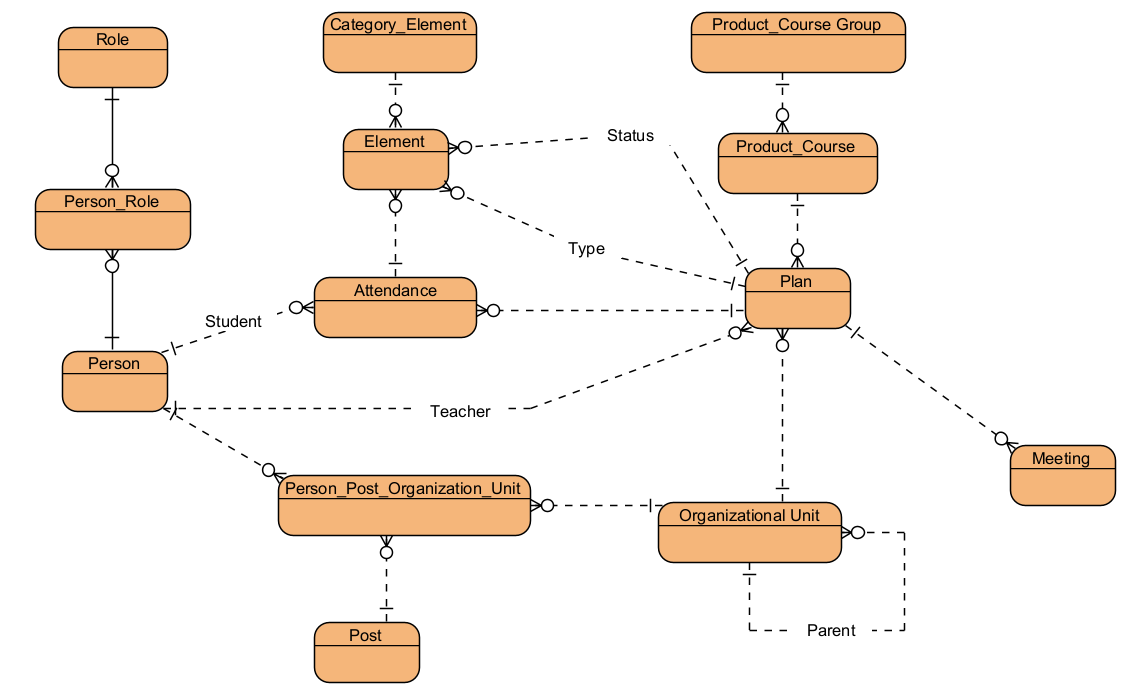 Role
Category_Element
Product_Course Group
Element
Status
Product_Course
Person_Role
Type
Plan
Attendance
Student
Person
Teacher
Meeting
Person_Post_Organization_Unit
Organizational Unit
Parent
Post